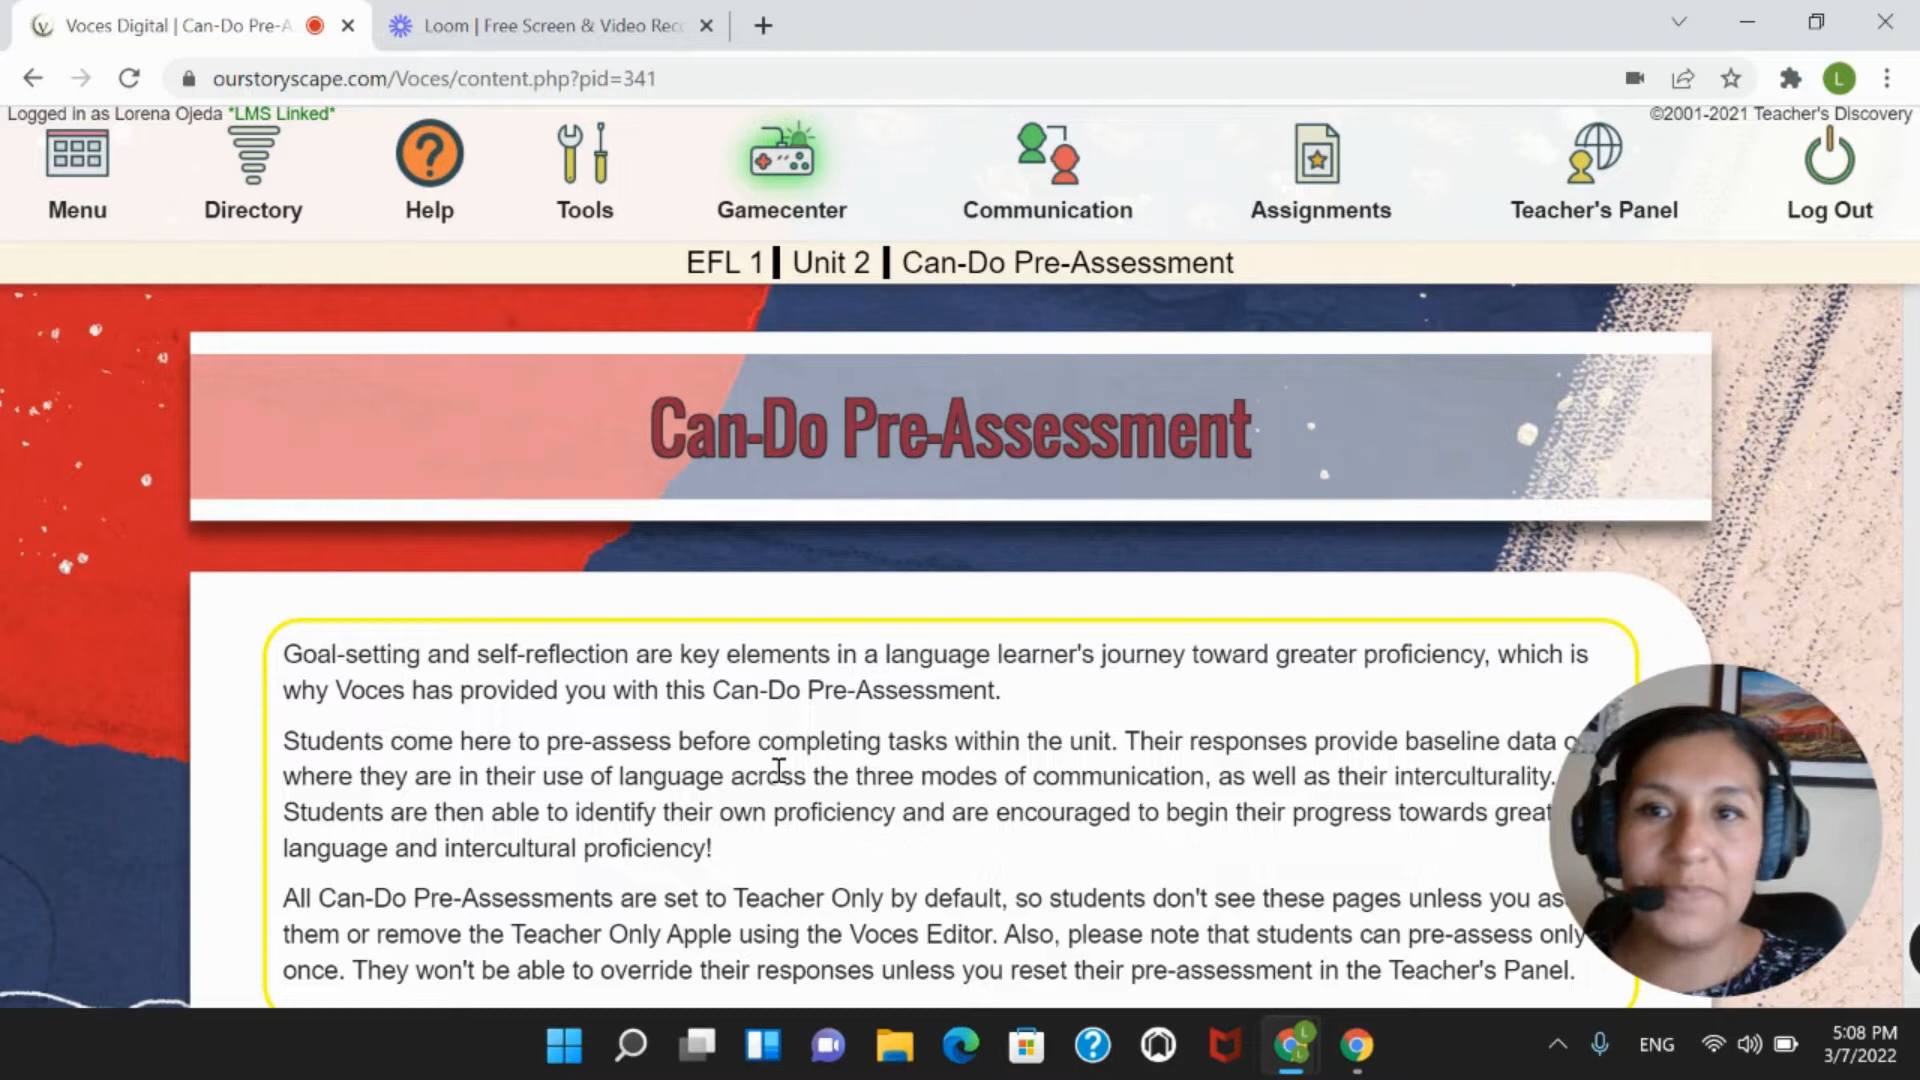 Voces Digital | Can-Do Pre-A
Loom | Free Screen & Video Rec
ourstoryscape.com/Voces/content.php?pid=341
L
Logged in as Lorena Ojeda *LMS Linked*
©2001-2021 Teacher's Discovery
Menu
Directory
Help
Tools
Gamecenter
Communication
Assignments
Teacher's Panel
Log Out
EFL 1 | Unit 2 | Can-Do Pre-Assessment
Can-Do Pre-Assessment
Goal-setting and self-reflection are key elements in a language learner's journey toward greater proficiency, which is
why Voces has provided you with this Can-Do Pre-Assessment.
Students come here to pre-assess before completing tasks within the unit. Their responses provide baseline data
where they are in their use of language across the three modes of communication, as well as their interculturality.
Students are then able to identify their own proficiency and are encouraged to begin their progress towards great
language and intercultural proficiency!
All Can-Do Pre-Assessments are set to Teacher Only by default, so students don't see these pages unless you as
them or remove the Teacher Only Apple using the Voces Editor. Also, please note that students can pre-assess only
once. They won't be able to override their responses unless you reset their pre-assessment in the Teacher's Panel.
ENG
5:08 PM
3/7/2022